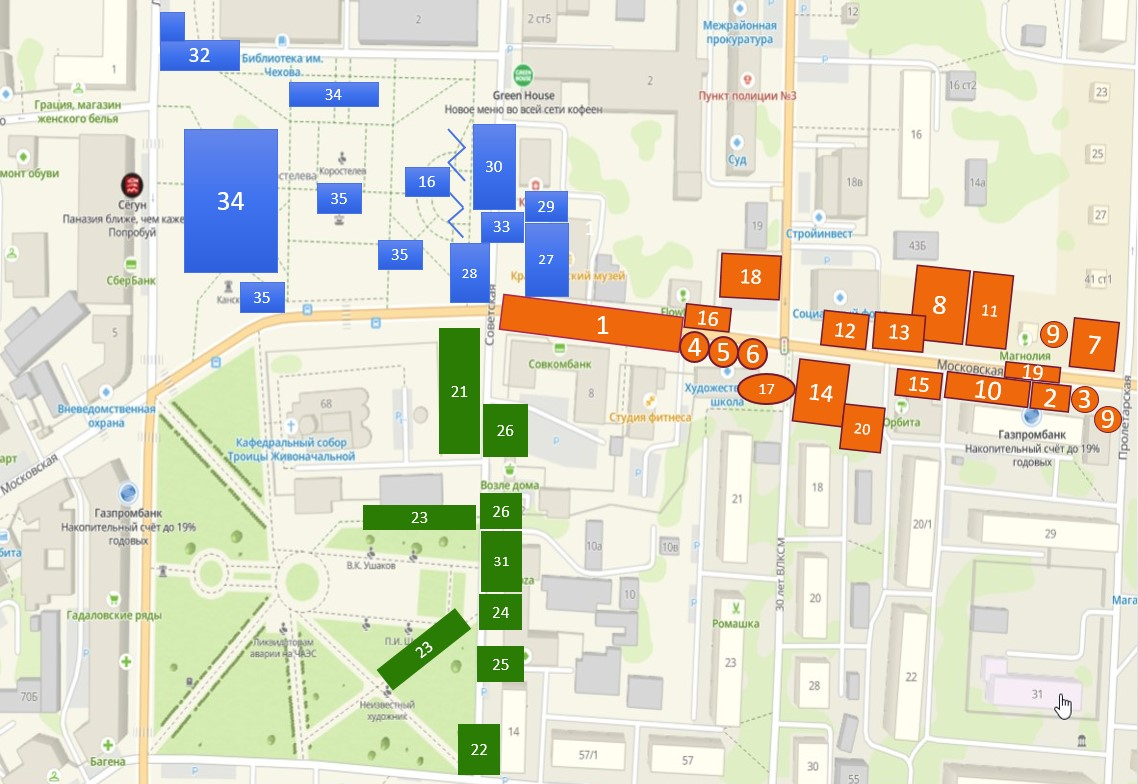 2
2 ст5
12
Межрайонная
прокуратура
32
Библиотека им.
Чехова.
1
Green House
Новое меню во всей сети кофеен
2
Пункт полиции №3
16 ст2
23
34
Грация, магазин
женского белья
16
30
Суд
25
монт обуви
Коростелев
34
16
35
18в
14а
Сёгун
Паназия ближе, чем каже
Попробуй
29
33
19
27
Стройинвест
СберБанк
35
28
27
43Б
18
41 ст1
Канск
35
1
16
8
11
12
13
9
7
5
Советская
4
5
6
Совкомбанк
8
Магнолия
Московская
19
21
68
Художес
школа
17
14
15
10
2
3
9
Вневедомственная
охрана
26
Студия фитнеса
20
Орбита
Газпромбанк
Накопительный счёт до 19%
годовых
Пролетарская
Кафедральный собор
Троицы Живоначальной
Московская
Возле дома
Газпромбанк
Накопительный счёт до 19%
годовых
23
26
21
18
20/1
29
В.К. Ушаков
31
10а
10в
30 лет ВЛКСМ
10
20
24
Гадаловские ряды
Ромашка
Мага
Ликвидаторам
аварии на ЧАЭС
П.И. Щ
23
25
23
28
22
31
70Б
Неизвестный
художник
22
14
57/1
57
30
55
Багена